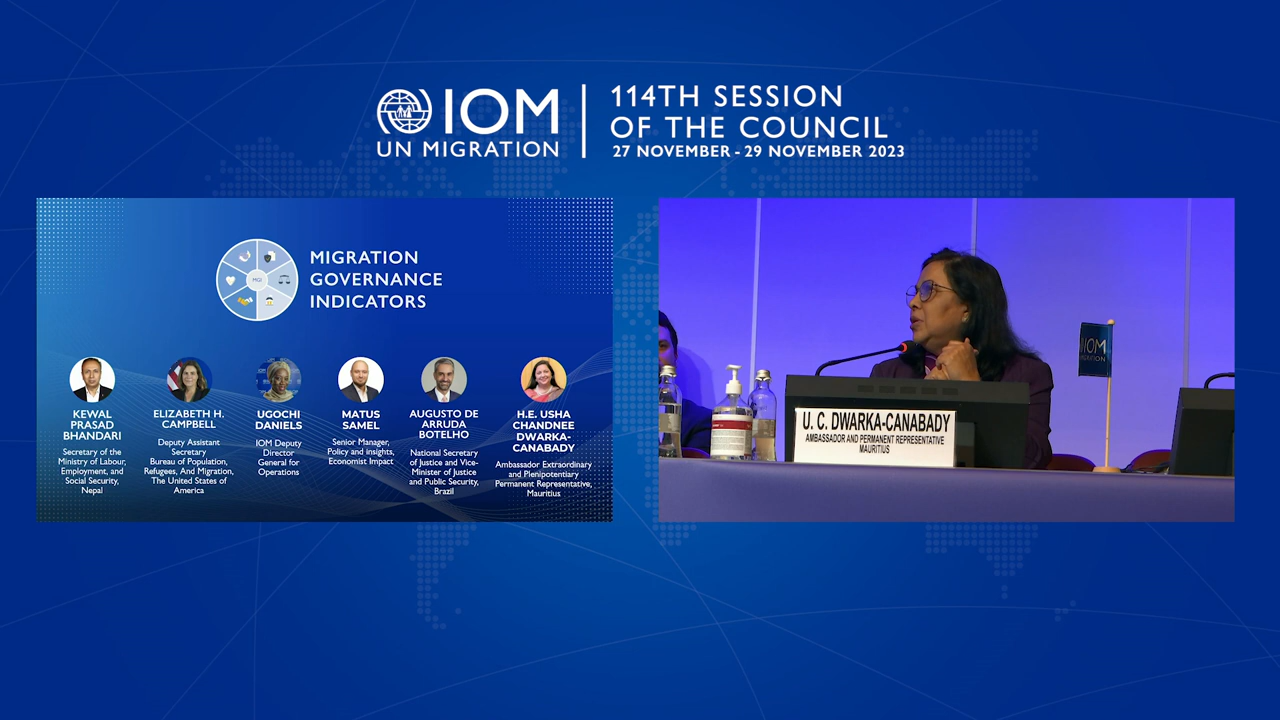 IOM
UN MIGRATION
114TH SESSION
OF THE COUNCIL
27 NOVEMBER - 29 NOVEMBER 2023
MGI
MIGRATION
GOVERNANCE
INDICATORS
KEWAL
PRASAD
BHANDARI
Secretary of the
Ministry of Labour,
Employment, and
Social Security,
Nepal
ELIZABETH H.
CAMPBELL
Deputy Assistant
Secretary
Bureau of Population,
Refugees, And Migration,
The United States of
America
UGOCHI
DANIELS
IOM Deputy
Director
General for
Operations
MATUS
SAMEL
Senior Manager,
Policy and insights,
Economist Impact
AUGUSTO DE
ARRUDA
BOTELHO
National Secretary
of Justice and Vice-
Minister of Justice
and Public Security,
Brazil
H.E. USHA
CHANDNEE
DWARKA-
CANABADY
Ambassador Extraordinary
and Plenipotentiary
Permanent Representative,
Mauritius
U. C. DWARKA-CANABADY
AMBASSADOR AND PERMANENT REPRESENTATIVE
MAURITIUS
IOM
MIGRATION